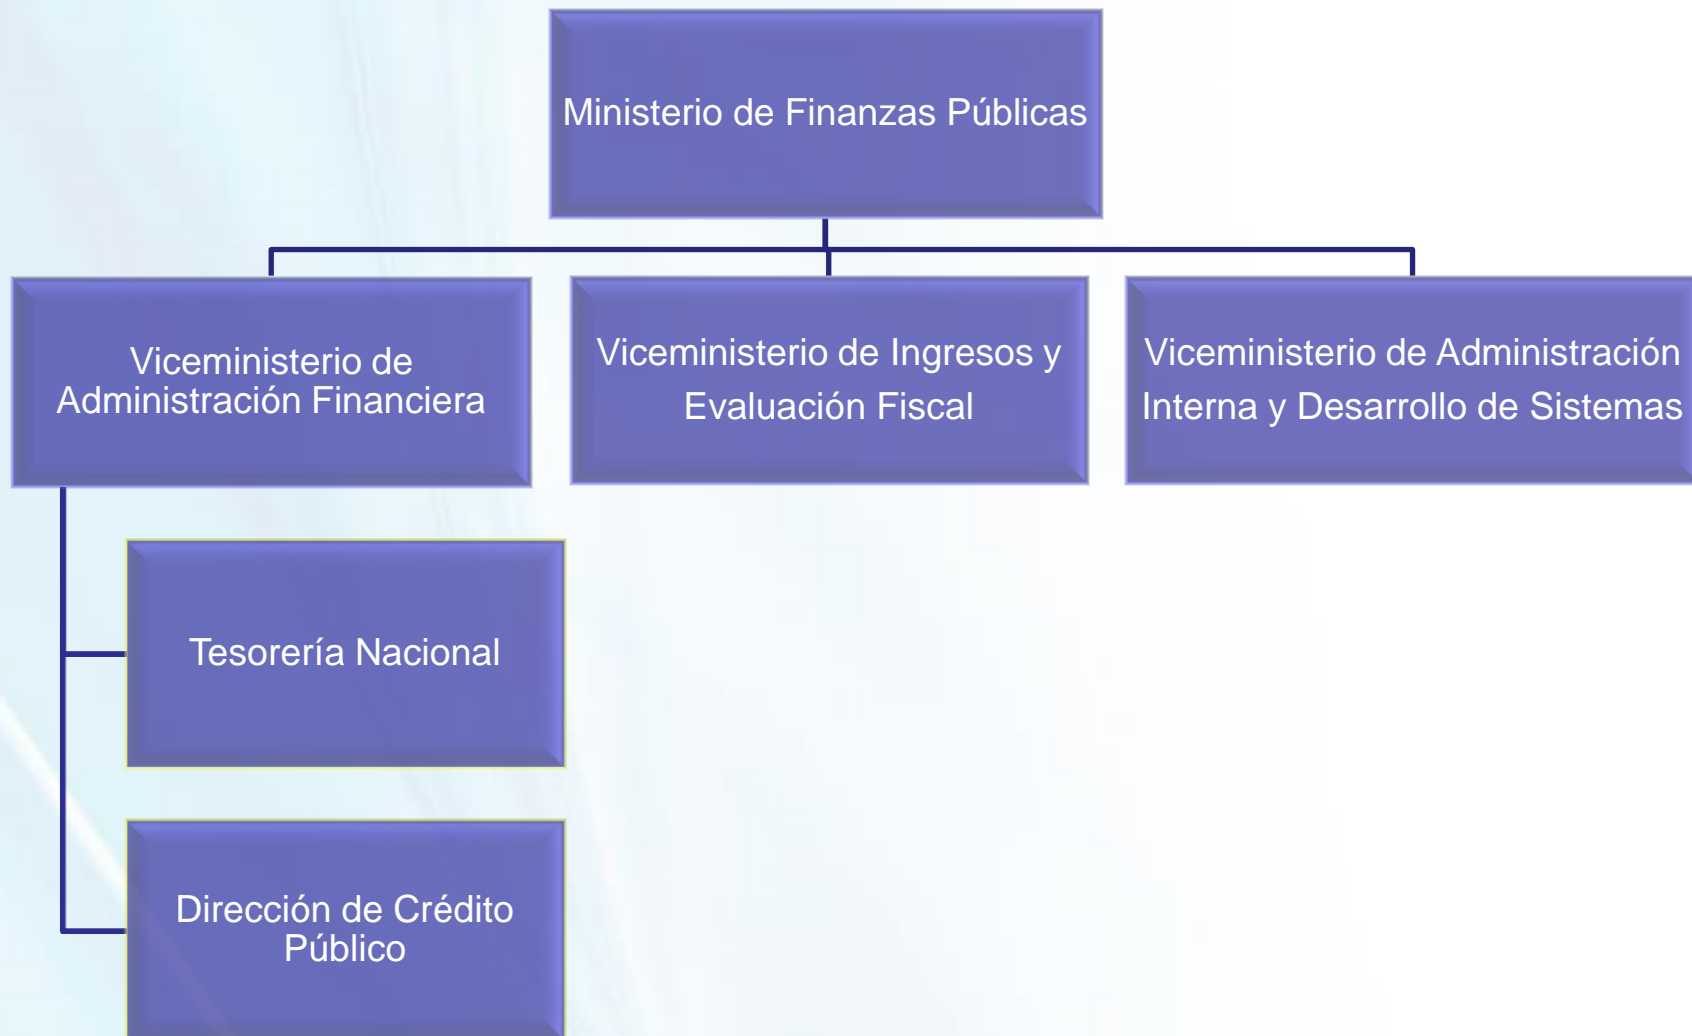 Ministerio de Finanzas Públicas
Viceministerio de
Administración Financiera
Viceministerio de Ingresos y
Evaluación Fiscal
Viceministerio de Administración
Interna y Desarrollo de Sistemas
Tesorería Nacional
Dirección de Crédito
Público